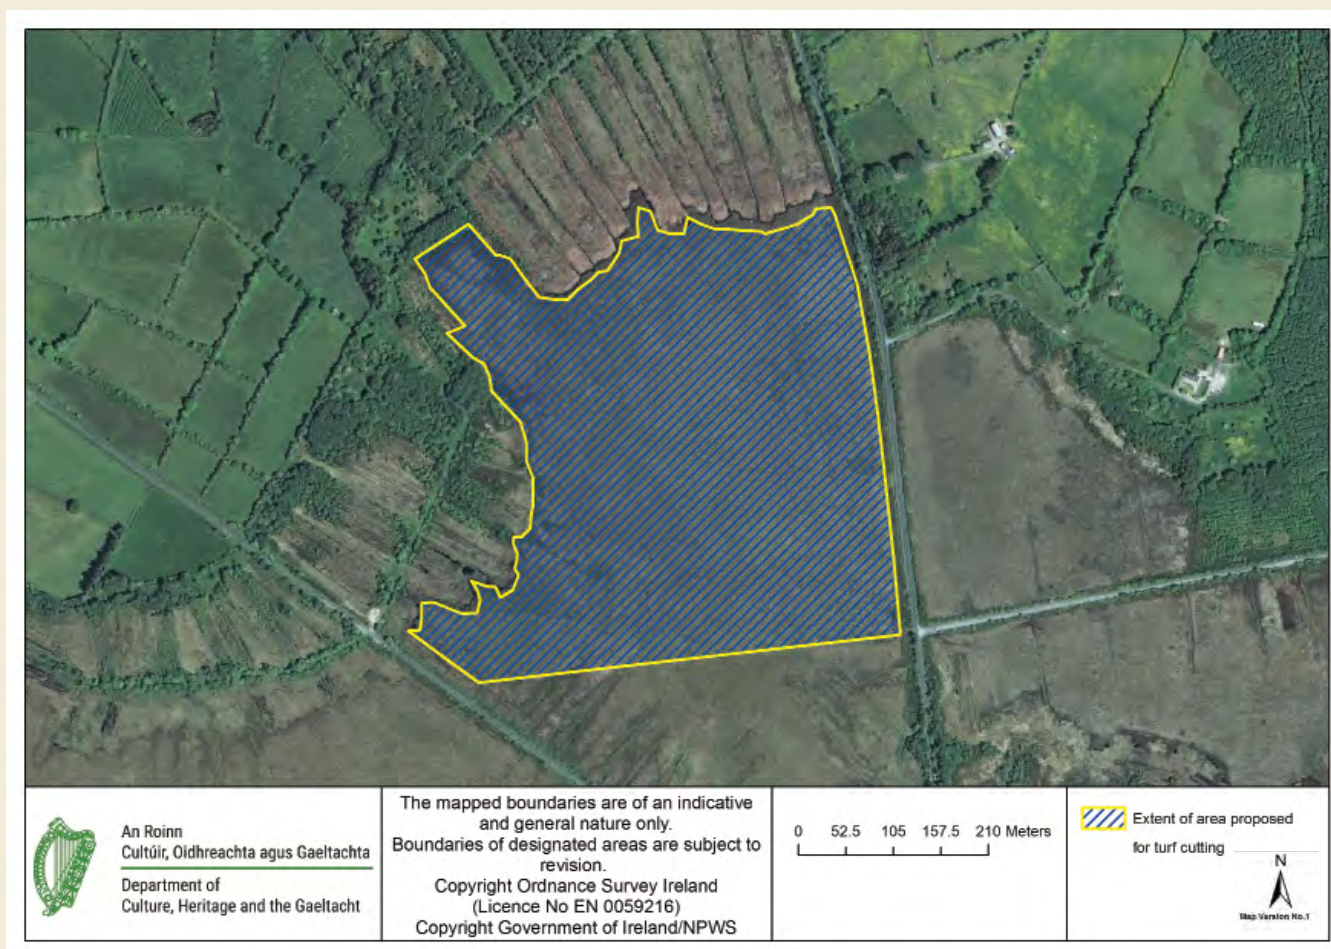 An Roinn
Cultúir, Oidhreachta agus Gaeltachta
Department of
Culture, Heritage and the Gaeltacht
The mapped boundaries are of an indicative
and general nature only.
Boundaries of designated areas are subject to
revision.
Copyright Ordnance Survey Ireland
(Licence No EN 0059216)
Copyright Government of Ireland/NPWS
0 52.5 105 157.5 210 Meters
Extent of area proposed
for turf cutting
N
Map Version No.1